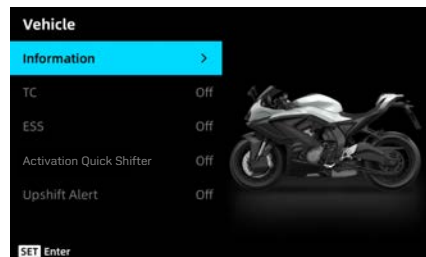 Vehicle
Information >
TC Off
ESS Off
Activation Quick Shifter Off
Upshift Alert Off
SET Enter